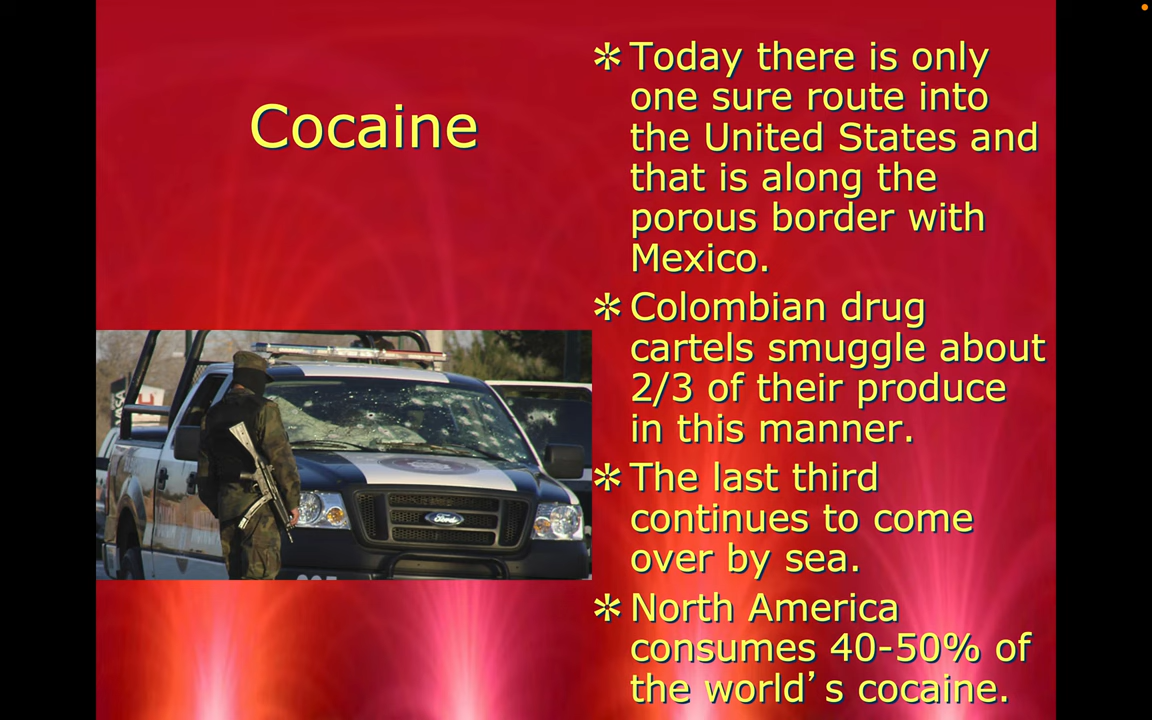 Cocaine
✲ Today there is only
one sure route into
the United States and
that is along the
porous border with
Mexico.
✲ Colombian drug
cartels smuggle about
2/3 of their produce
in this manner.
✲ The last third
continues to come
over by sea.
✲ North America
consumes 40-50% of
the world’s cocaine.
Ford